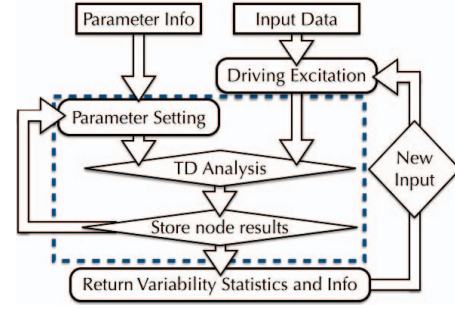 Parameter Info
Input Data
Driving Excitation
Parameter Setting
TD Analysis
New
Input
Store node results
Return Variability Statistics and Info